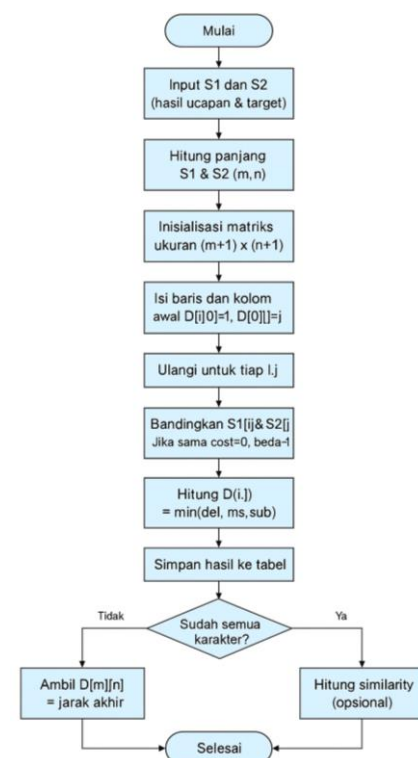 Mulai
Input S1 dan S2
(hasil ucapan & target)
Hitung panjang
S1 & S2 (m,n)
Inisialisasi matriks
ukuran (m+1) x (n+1)
Isi baris dan kolom
awal D[i]0]=1, D[0][]=j
Ulangi untuk tiap I.j
Bandingkan S1[ij& S2[j
Jika sama cost=0, beda-1
Hitung D(i.])
= min(del, ms,sub)
Simpan hasil ke tabel
Sudah semua
karakter?
Tidak
Ya
Ambil D[m][n]
= jarak akhir
Hitung similarity
(opsional)
Selesai